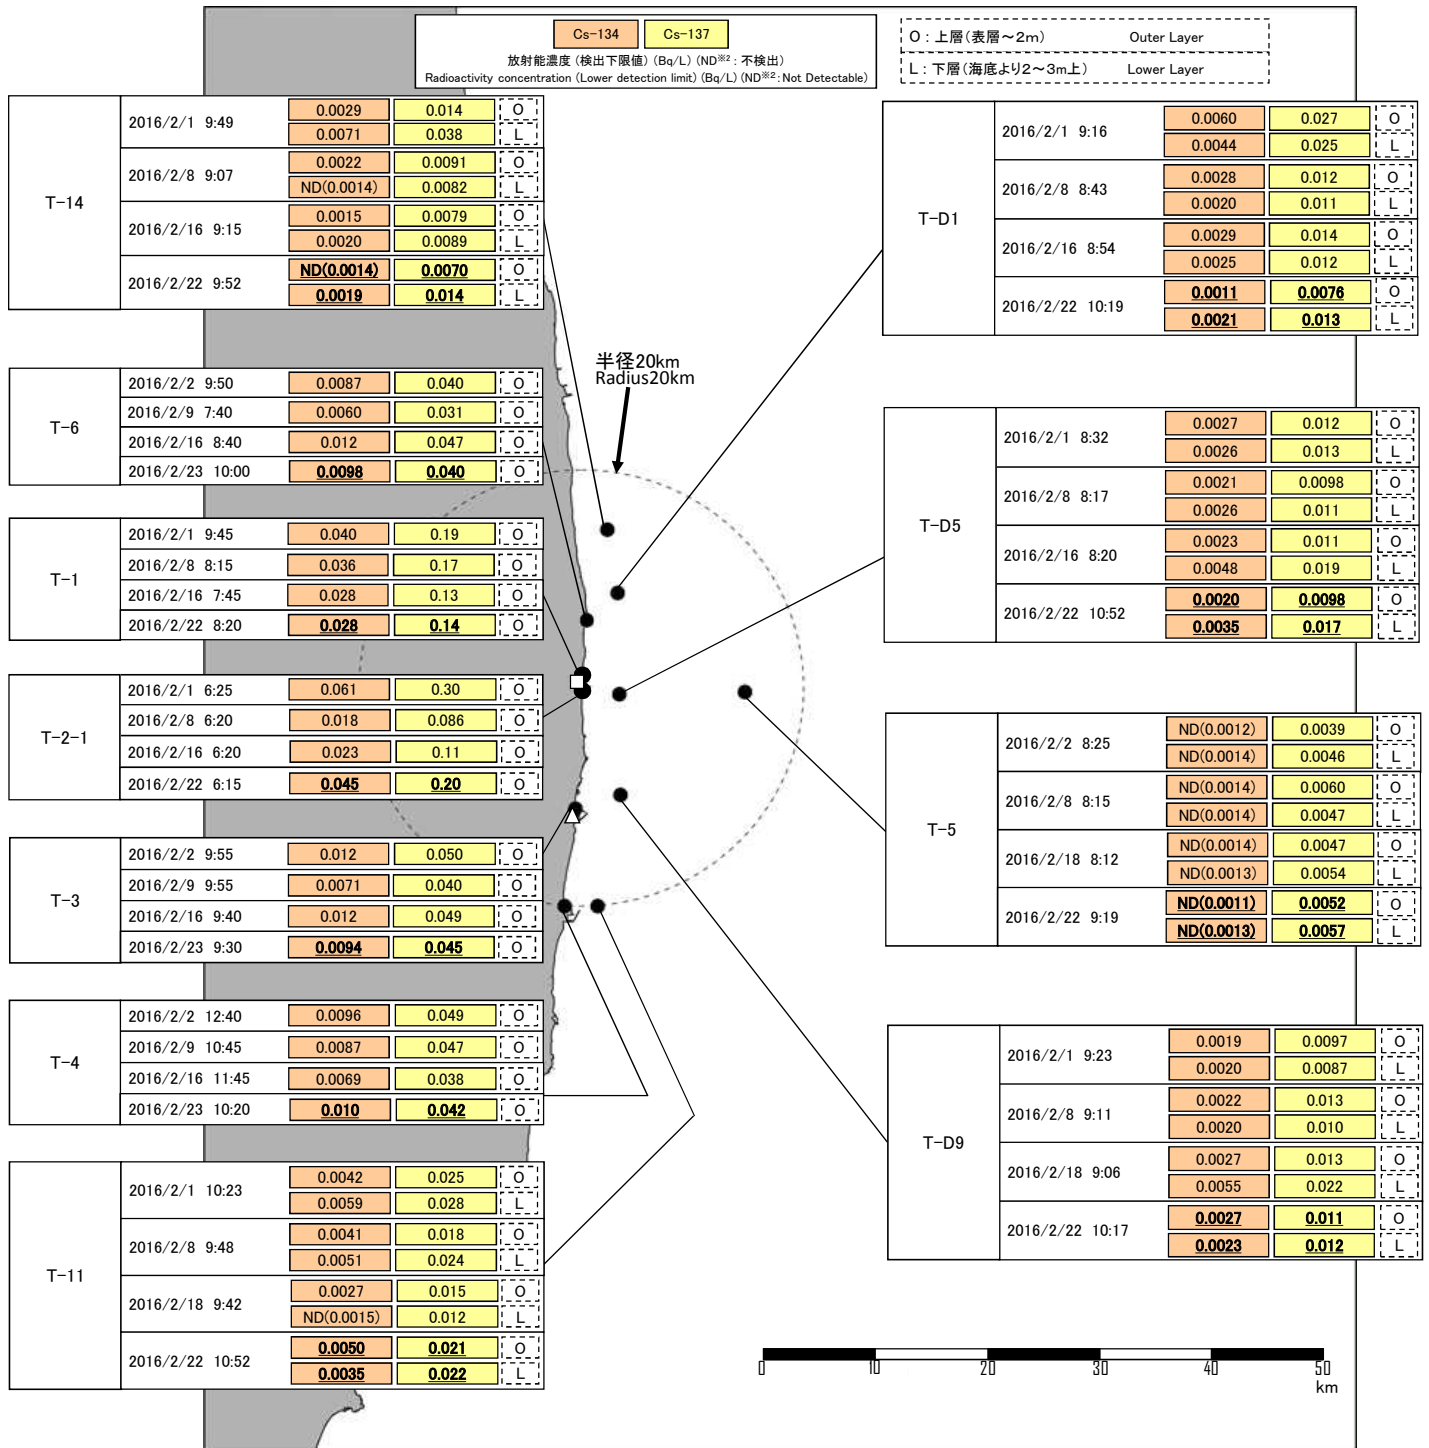 Cs-134 Cs-137
放射能濃度 (検出下限値) (Bq/L) (ND※2: 不検出)
Radioactivity concentration (Lower detection limit) (Bq/L) (ND※2: Not Detectable)
O : 上層(表層～2m) Outer Layer
L : 下層(海底より2～3m上) Lower Layer
T-14
2016/2/1 9:49
0.0029 0.014 O
0.0071 0.038 L
2016/2/8 9:07
0.0022 0.0091 O
ND(0.0014) 0.0082 L
2016/2/16 9:15
0.0015 0.0079 O
0.0020 0.0089 L
2016/2/22 9:52
ND(0.0014) 0.0070 O
0.0019 0.014 L
T-6
2016/2/2 9:50 0.0087 0.040 O
2016/2/9 7:40 0.0060 0.031 O
2016/2/16 8:40 0.012 0.047 O
2016/2/23 10:00 0.0098 0.040 O
T-1
2016/2/1 9:45 0.040 0.19 O
2016/2/8 8:15 0.036 0.17 O
2016/2/16 7:45 0.028 0.13 O
2016/2/22 8:20 0.028 0.14 O
T-2-1
2016/2/1 6:25 0.061 0.30 O
2016/2/8 6:20 0.018 0.086 O
2016/2/16 6:20 0.023 0.11 O
2016/2/22 6:15 0.045 0.20 O
T-3
2016/2/2 9:55 0.012 0.050 O
2016/2/9 9:55 0.0071 0.040 O
2016/2/16 9:40 0.012 0.049 O
2016/2/23 9:30 0.0094 0.045 O
T-4
2016/2/2 12:40 0.0096 0.049 O
2016/2/9 10:45 0.0087 0.047 O
2016/2/16 11:45 0.0069 0.038 O
2016/2/23 10:20 0.010 0.042 O
T-11
2016/2/1 10:23
0.0042 0.025 O
0.0059 0.028 L
2016/2/8 9:48
0.0041 0.018 O
0.0051 0.024 L
2016/2/18 9:42
0.0027 0.015 O
ND(0.0015) 0.012 L
2016/2/22 10:52
0.0050 0.021 O
0.0035 0.022 L
半径20km
Radius20km
T-D1
2016/2/1 9:16
0.0060 0.027 O
0.0044 0.025 L
2016/2/8 8:43
0.0028 0.012 O
0.0020 0.011 L
2016/2/16 8:54
0.0029 0.014 O
0.0025 0.012 L
2016/2/22 10:19
0.0011 0.0076 O
0.0021 0.013 L
T-D5
2016/2/1 8:32
0.0027 0.012 O
0.0026 0.013 L
2016/2/8 8:17
0.0021 0.0098 O
0.0026 0.011 L
2016/2/16 8:20
0.0023 0.011 O
0.0048 0.019 L
2016/2/22 10:52
0.0020 0.0098 O
0.0035 0.017 L
T-5
2016/2/2 8:25
ND(0.0012) 0.0039 O
ND(0.0014) 0.0046 L
2016/2/8 8:15
ND(0.0014) 0.0060 O
ND(0.0014) 0.0047 L
2016/2/18 8:12
ND(0.0014) 0.0047 O
ND(0.0013) 0.0054 L
2016/2/22 9:19
ND(0.0011) 0.0052 O
ND(0.0013) 0.0057 L
T-D9
2016/2/1 9:23
0.0019 0.0097 O
0.0020 0.0087 L
2016/2/8 9:11
0.0022 0.013 O
0.0020 0.010 L
2016/2/18 9:06
0.0027 0.013 O
0.0055 0.022 L
2016/2/22 10:17
0.0027 0.011 O
0.0023 0.012 L
0 10 20 30 40 50
km